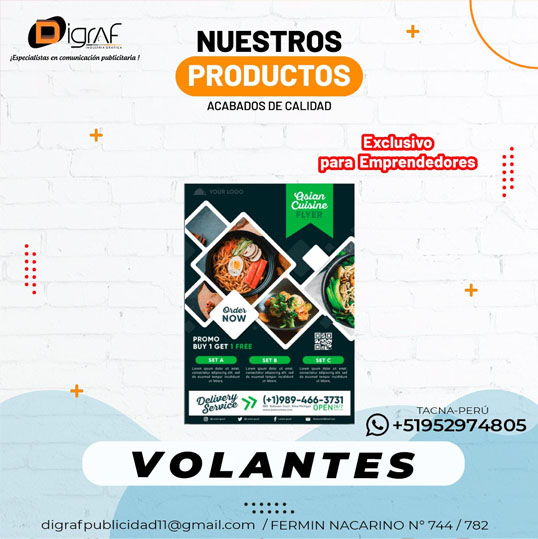 Digraf
INDUSTRIA GRÁFICA
¡Especialistas en comunicación publicitaria !
NUESTROS
PRODUCTOS
ACABADOS DE CALIDAD
Exclusivo
para Emprendedores
YOUR LOGO
Asian
Cuisine
FLYER
Order
NOW
PROMO
BUY 1 GET 1 FREE
SET A
SET B
SET C
Delivery
Service
(+1)989-466-3731
OPEN
TACNA-PERÚ
+51952974805
VOLANTES
digrafpublicidad11@gmail.com / FERMIN NACARINO N° 744 / 782